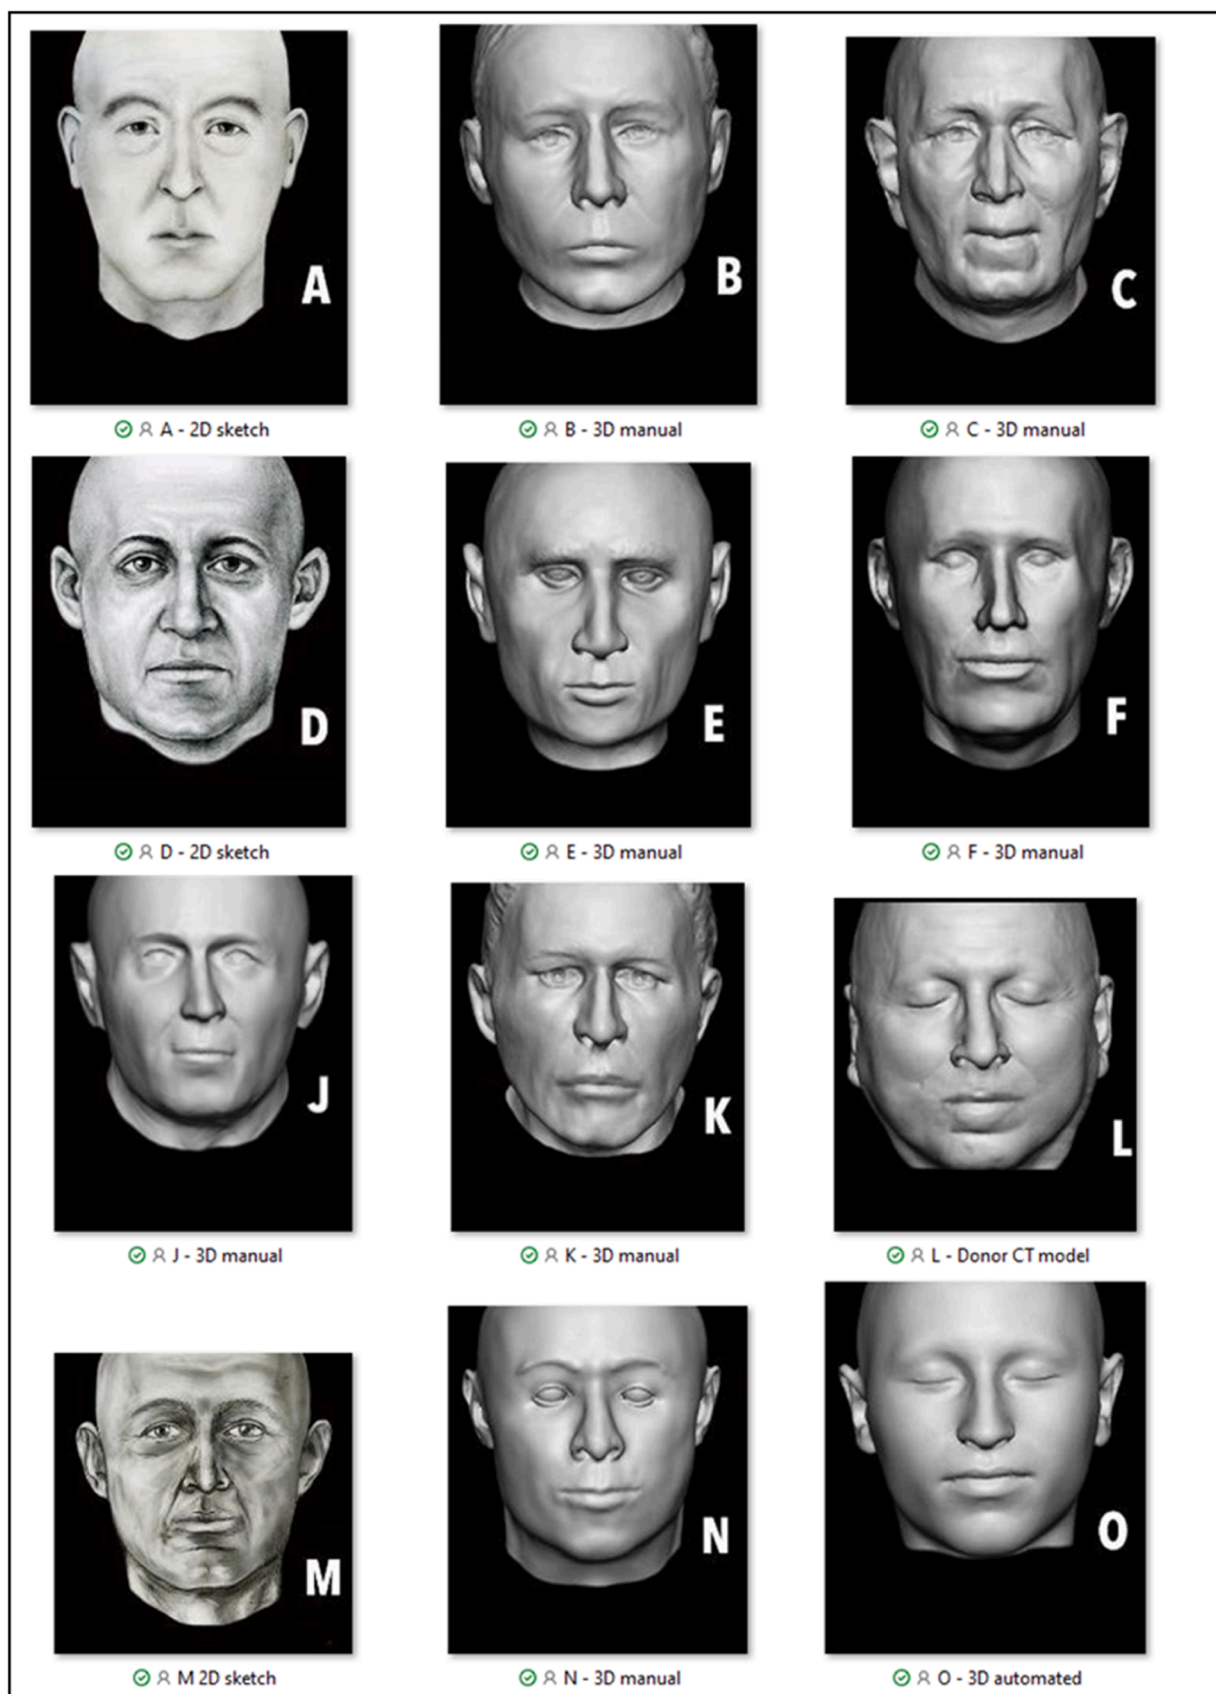 A
B
C
A - 2D sketch
B - 3D manual
C - 3D manual
D
E
F
D - 2D sketch
E - 3D manual
F - 3D manual
J
K
L
J - 3D manual
K - 3D manual
L - Donor CT model
M
N
O
M 2D sketch
N - 3D manual
O - 3D automated